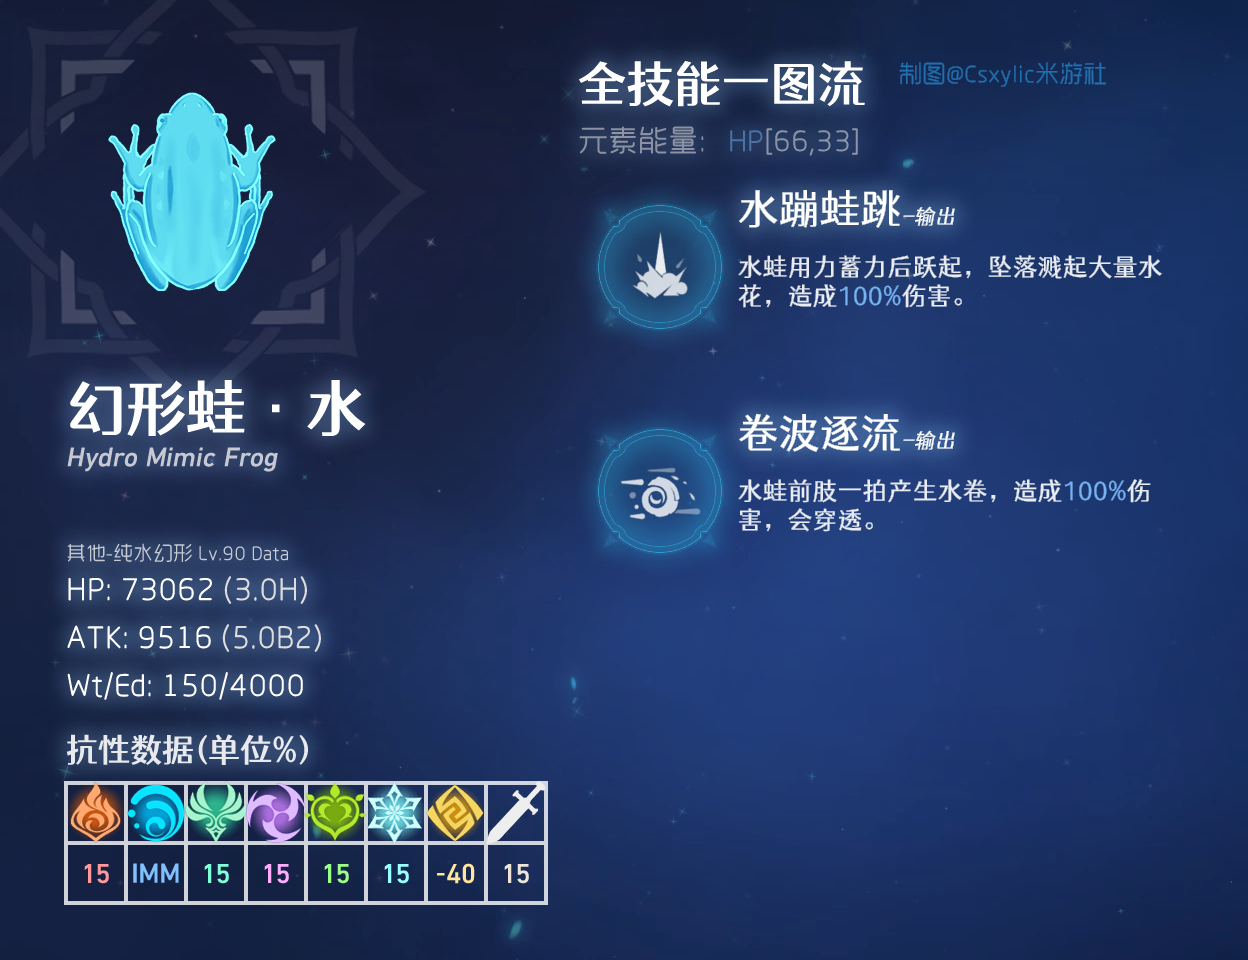 全技能一图流
制图@Csxylic米游社
元素能量： HP[66,33]
水蹦蛙跳-输出
水蛙用力蓄力后跃起，坠落溅起大量水
花，造成100%伤害。
卷波逐流-输出
水蛙前肢一拍产生水卷，造成100%伤
害，会穿透。
幻形蛙·水
Hydro Mimic Frog
其他-纯水幻形 Lv.90 Data
HP: 73062 (3.0H)
ATK: 9516 (5.0B2)
Wt/Ed: 150/4000
抗性数据(单位%)
15 IMM 15 15 15 15 -40 15